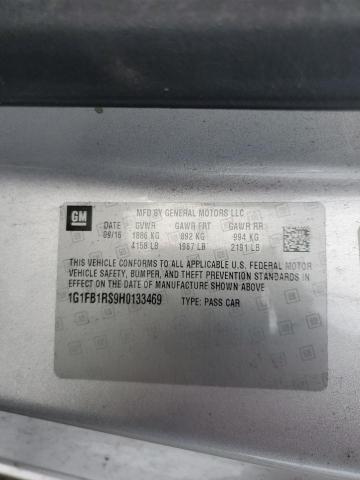 GM
MFD BY GENERAL MOTORS LLC
DATE GVWR GAWR FRT GAWR RR
09/16 1886 KG 892 KG 994 KG
4158 LB 1967 LB 2191 LB
THIS VEHICLE CONFORMS TO ALL APPLICABLE U.S. FEDERAL MOTOR
VEHICLE SAFETY, BUMPER, AND THEFT PREVENTION STANDARDS
IN EFFECT ON THE DATE OF MANUFACTURE SHOWN ABOVE
1G1FB1RS9H0133469 TYPE: PASS CAR